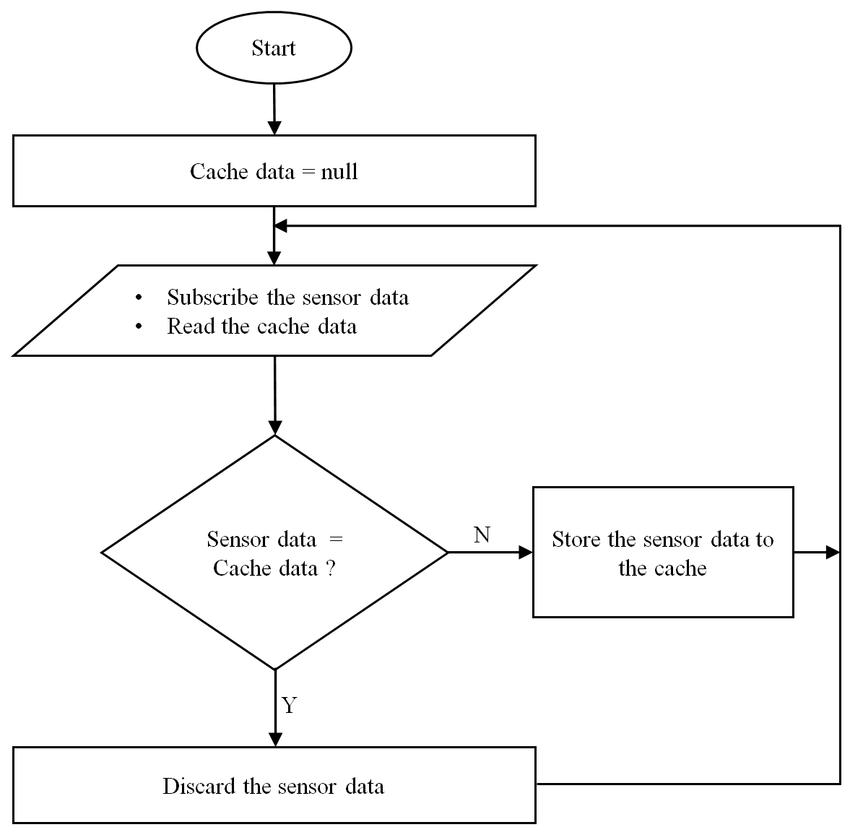 Start
Cache data = null
• Subscribe the sensor data
• Read the cache data
Sensor data =
Cache data ?
N
Store the sensor data to
the cache
Y
Discard the sensor data